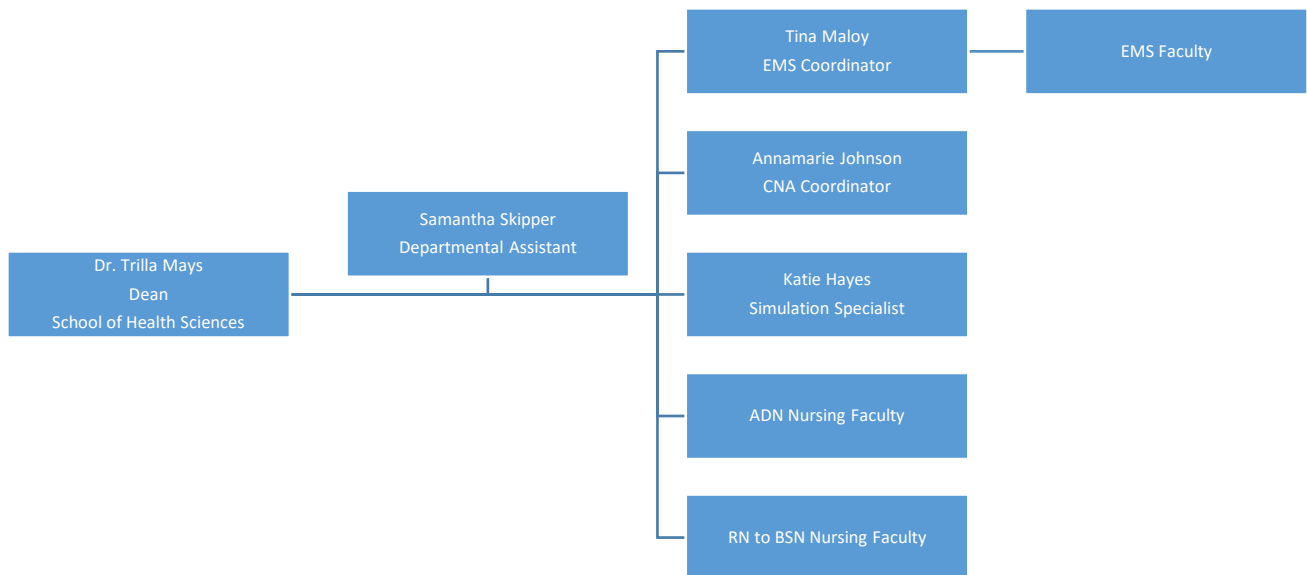 Dr. Trilla Mays
Dean
School of Health Sciences
Samantha Skipper
Departmental Assistant
Tina Maloy
EMS Coordinator
EMS Faculty
Annamarie Johnson
CNA Coordinator
Katie Hayes
Simulation Specialist
ADN Nursing Faculty
RN to BSN Nursing Faculty